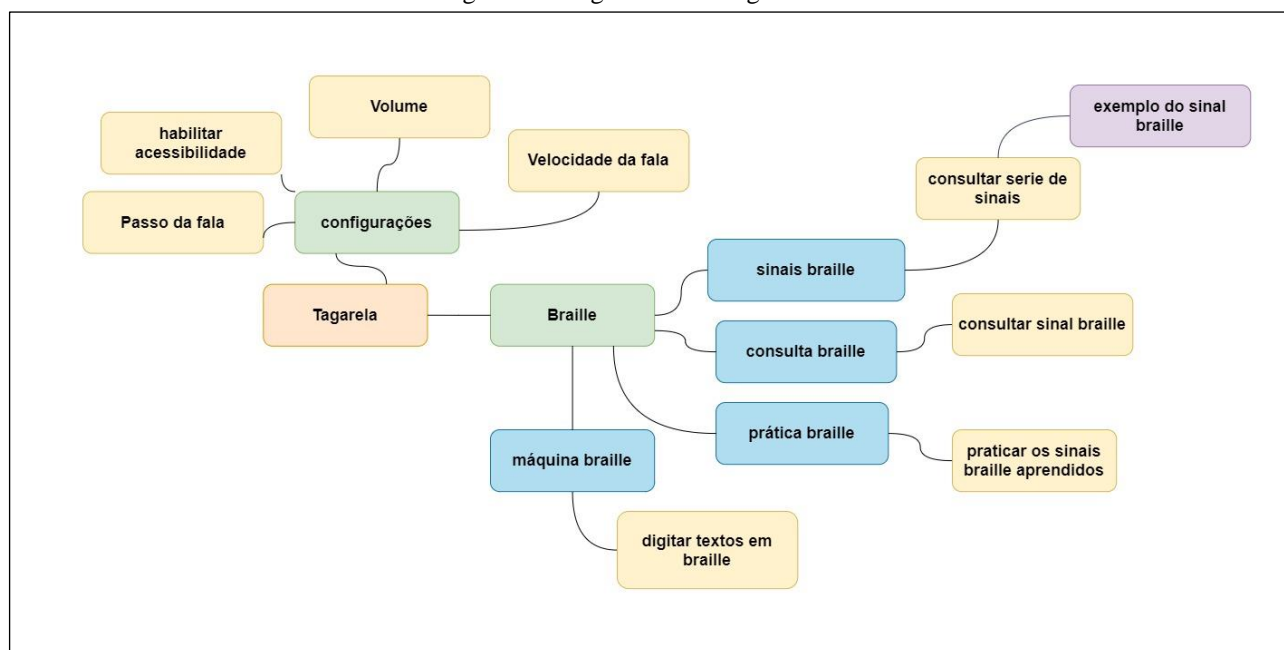 Volume
habilitar
acessibilidade
Velocidade da fala
Passo da fala
configurações
exemplo do sinal
braille
consultar serie de
sinais
sinais braille
Tagarela
Braille
consulta braille
consultar sinal braille
prática braille
máquina braille
praticar os sinais
braille aprendidos
digitar textos em
braille